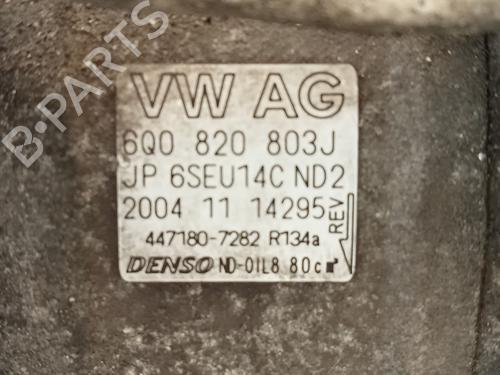 B-PARTS
VW AG
6Q0 820 803J
JP 6SEU14C ND2
2004 11 14295
REV
447180-7282 R134a
DENSO ND-OIL8 80cm³